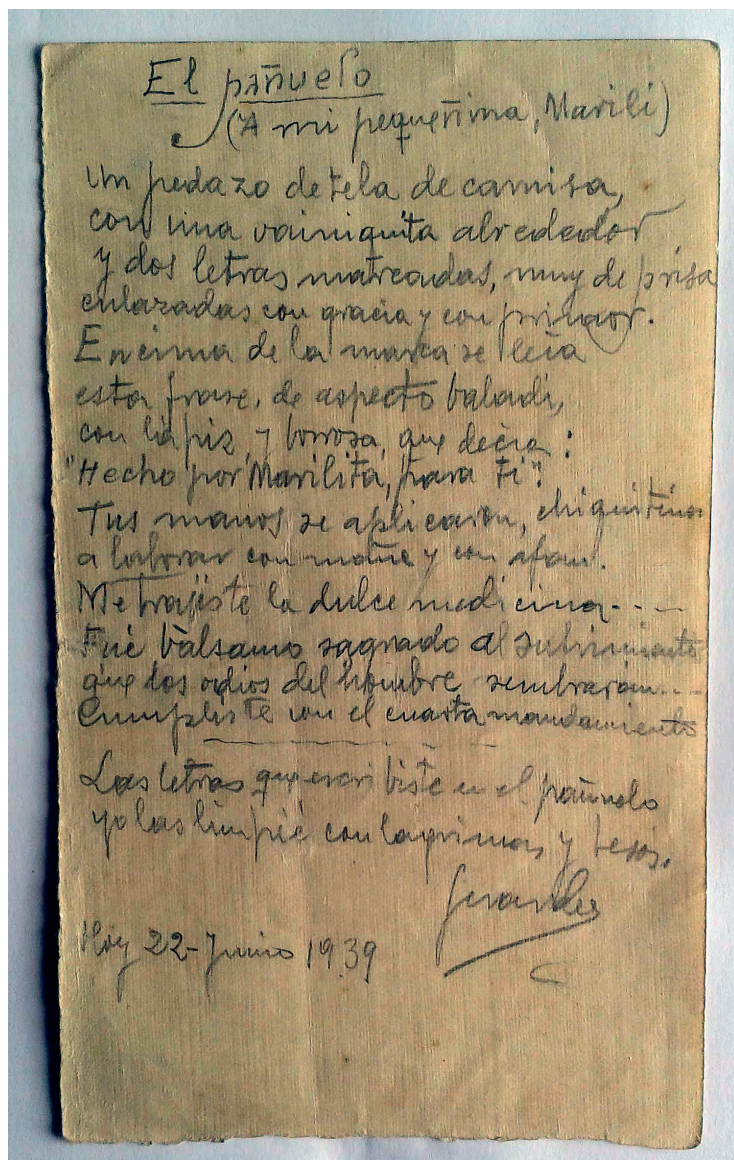 El pañuelo
(A mi pequeñina, Marili)
Un pedazo de tela de camisa,
con una vainiquita alrededor
y dos letras marcadas, muy de prisa
enlazadas con gracia y con primor.
Encima de la marca se leía
esta frase, de aspecto baladí,
con lápiz, y borrosa, que decía:
"Hecho por Marilita, para ti".
Tus manos se aplicaron, chiquitina
a laborar con maña y con afan.
Me trajiste la dulce medicina....
Fué bálsamo sagrado al sufrimiento
que los odios del hombre sembrarán...
Cumpliste con el cuarto mandamiento
Las letras que escribiste en el pañuelo
yo las limpié con lagrimas y besos.
Hoy 22-Junio 1939